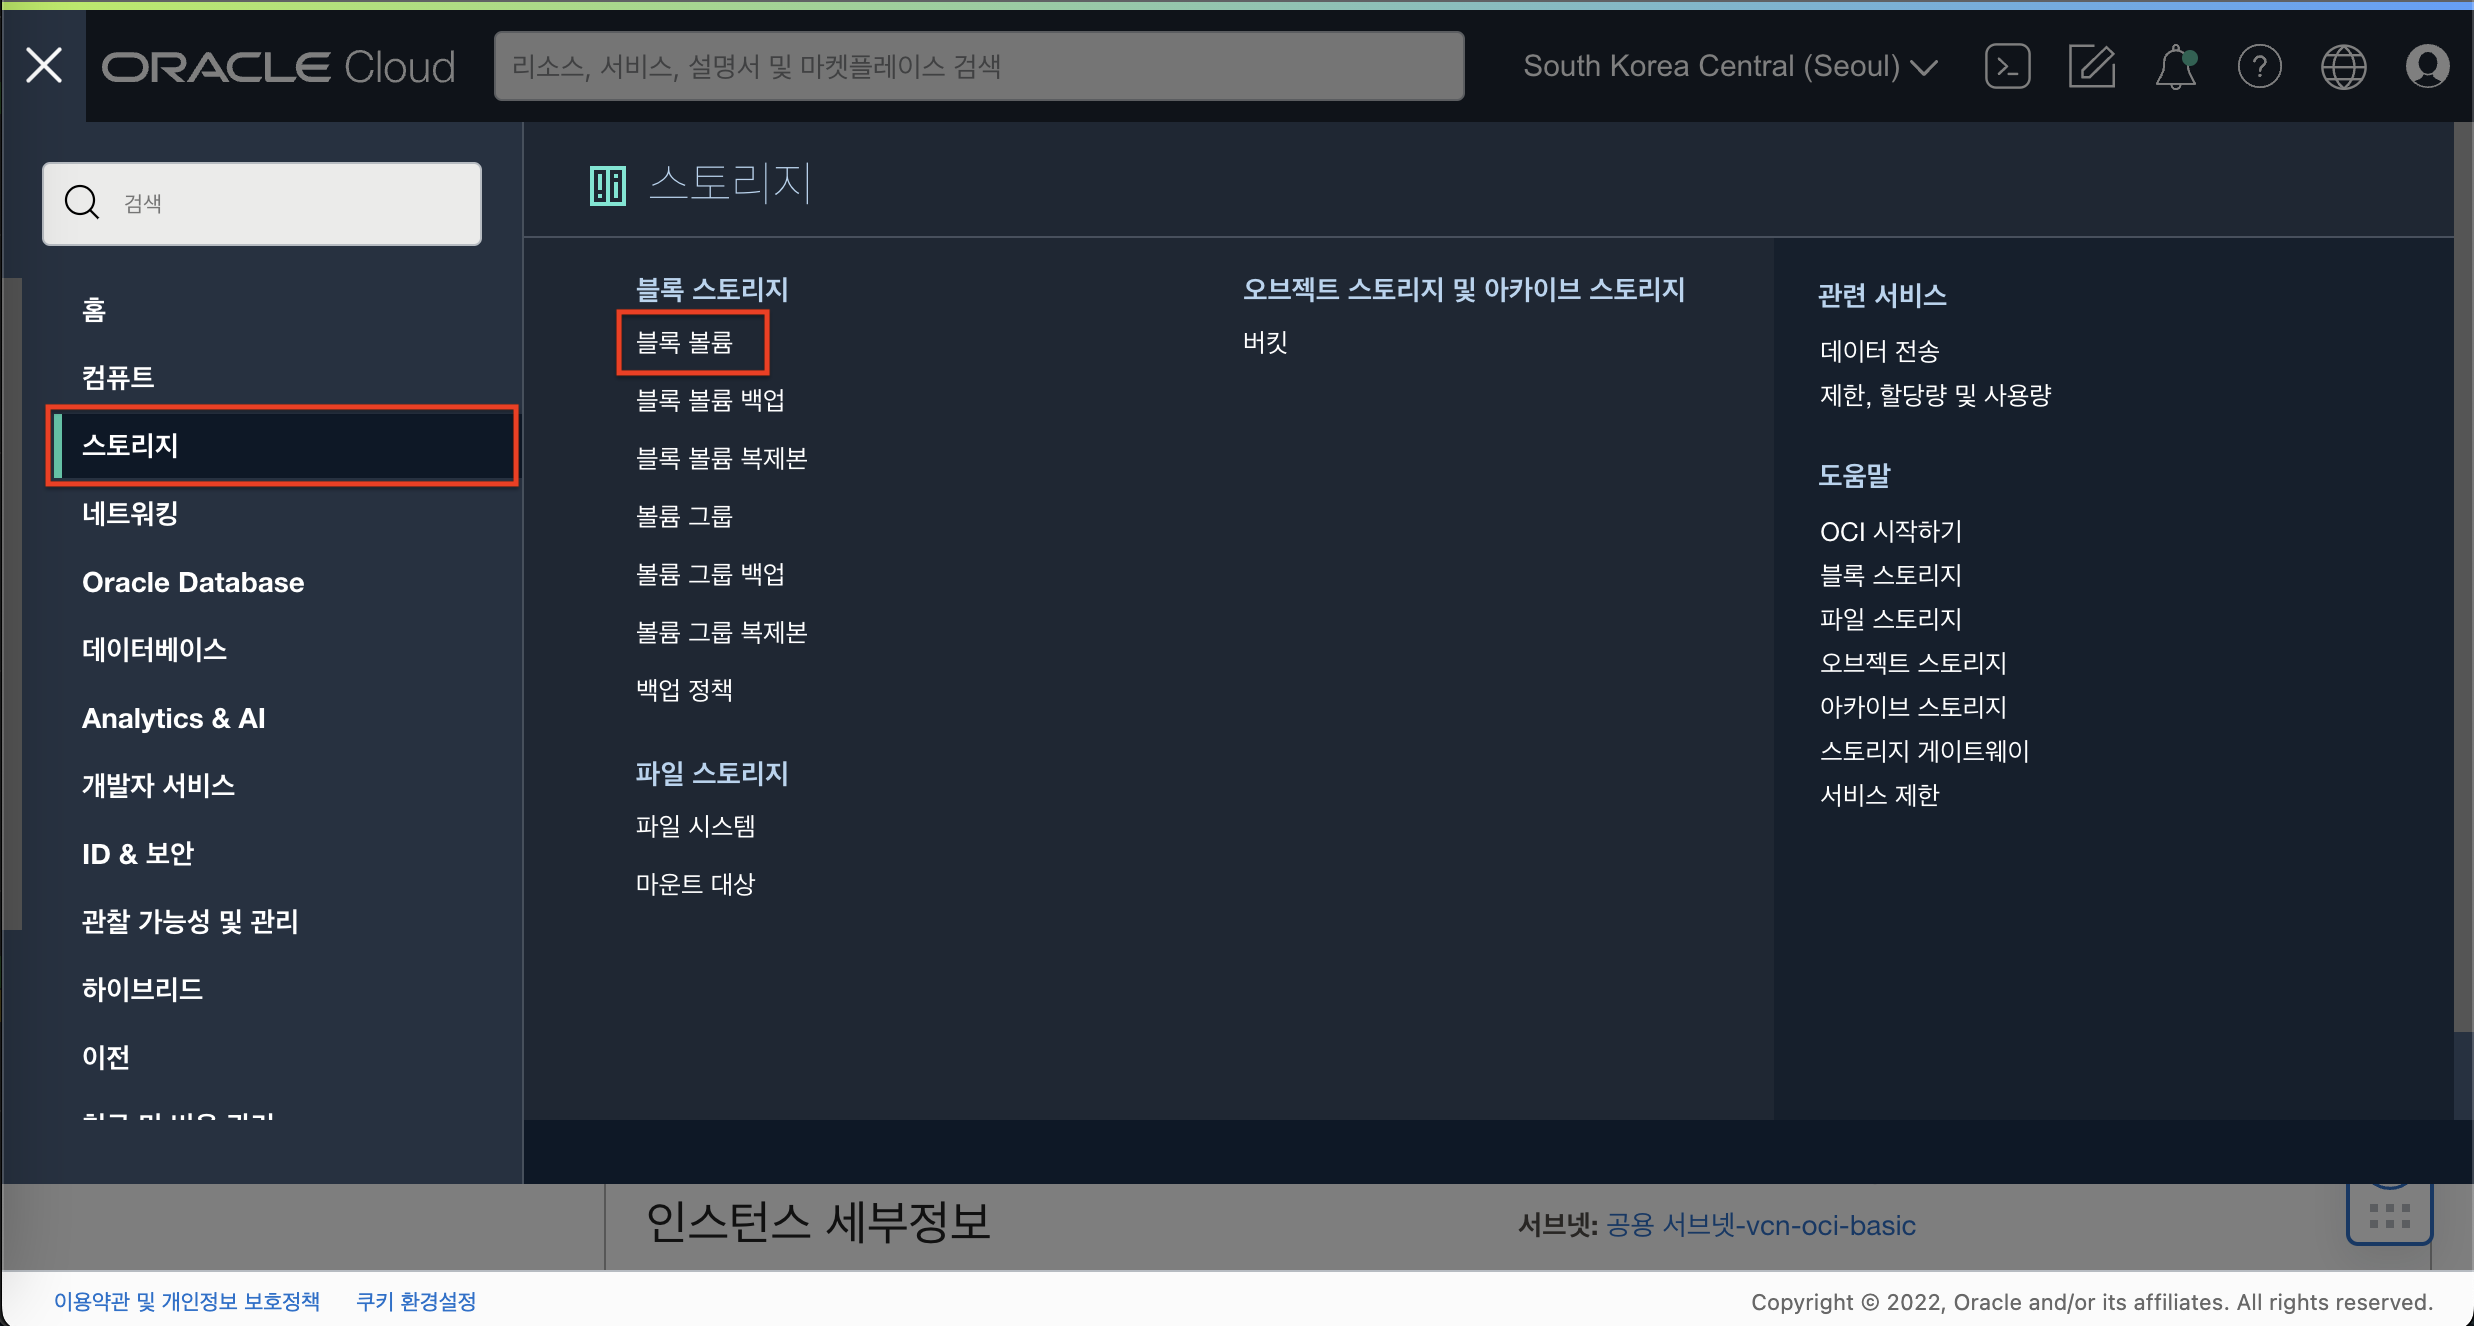 ORACLE Cloud
리소스, 서비스, 설명서 및 마켓플레이스 검색
South Korea Central (Seoul)
검색
홈
컴퓨트
스토리지
네트워킹
Oracle Database
데이터베이스
Analytics & AI
개발자 서비스
ID & 보안
관찰 가능성 및 관리
하이브리드
이전
스토리지
블록 스토리지
블록 볼륨
블록 볼륨 백업
블록 볼륨 복제본
볼륨 그룹
볼륨 그룹 백업
볼륨 그룹 복제본
백업 정책
파일 스토리지
파일 시스템
마운트 대상
오브젝트 스토리지 및 아카이브 스토리지
버킷
관련 서비스
데이터 전송
제한, 할당량 및 사용량
도움말
OCI 시작하기
블록 스토리지
파일 스토리지
오브젝트 스토리지
아카이브 스토리지
스토리지 게이트웨이
서비스 제한
인스턴스 세부정보
서브넷: 공용 서브넷-vcn-oci-basic
이용약관 및 개인정보 보호정책
쿠키 환경설정
Copyright © 2022, Oracle and/or its affiliates. All rights reserved.